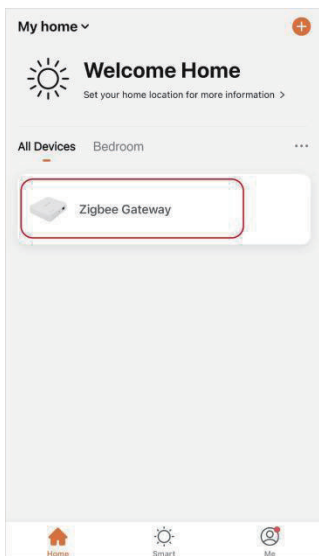 My home
Welcome Home
Set your home location for more information >
All Devices Bedroom ...
Zigbee Gateway
Home Smart Me